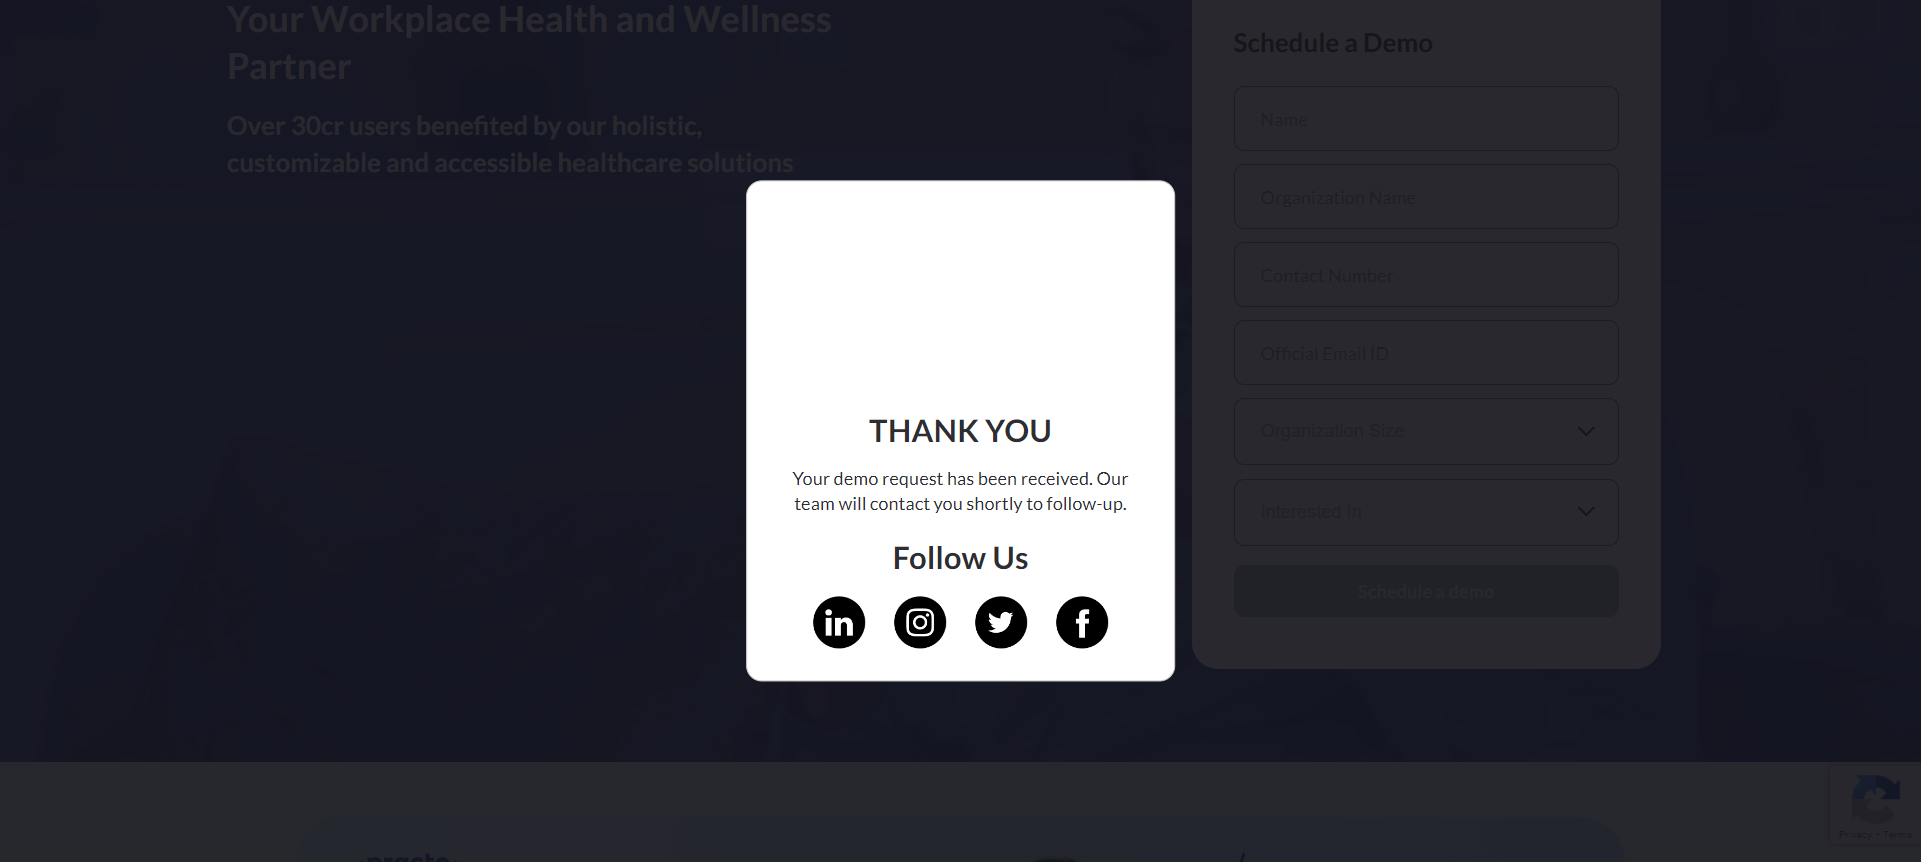 Your Workplace Health and Wellness
Partner
Over 30cr users benefited by our holistic,
customizable and accessible healthcare solutions
Schedule a Demo
Name
Organization Name
Contact Number
Official Email ID
Organization Size
Interested In
Schedule a demo
THANK YOU
Your demo request has been received. Our
team will contact you shortly to follow-up.
Follow Us
Privacy - Terms